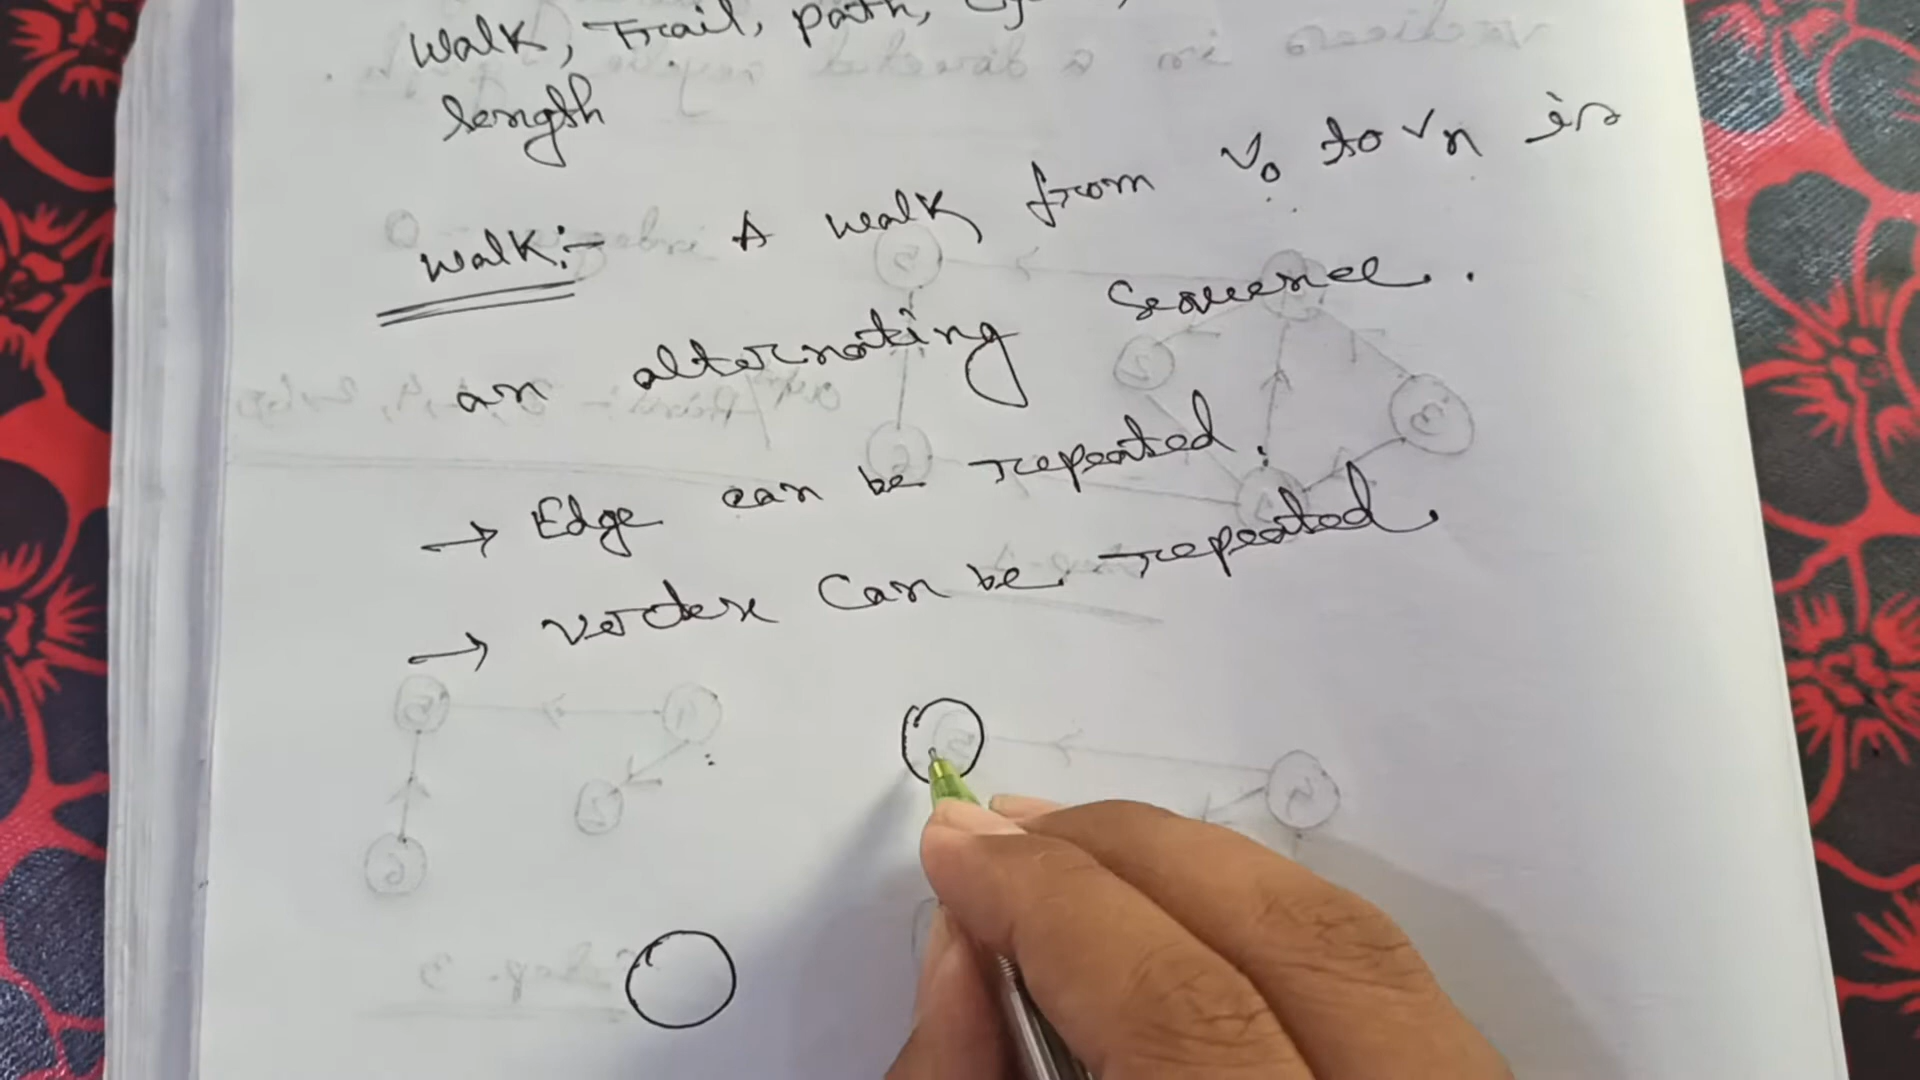 walk, Trail, path,
length
walk:- A walk from v₀ to vn is
an alternating sequence.
→ Edge can be repeated.
→ vertex can be repeated.